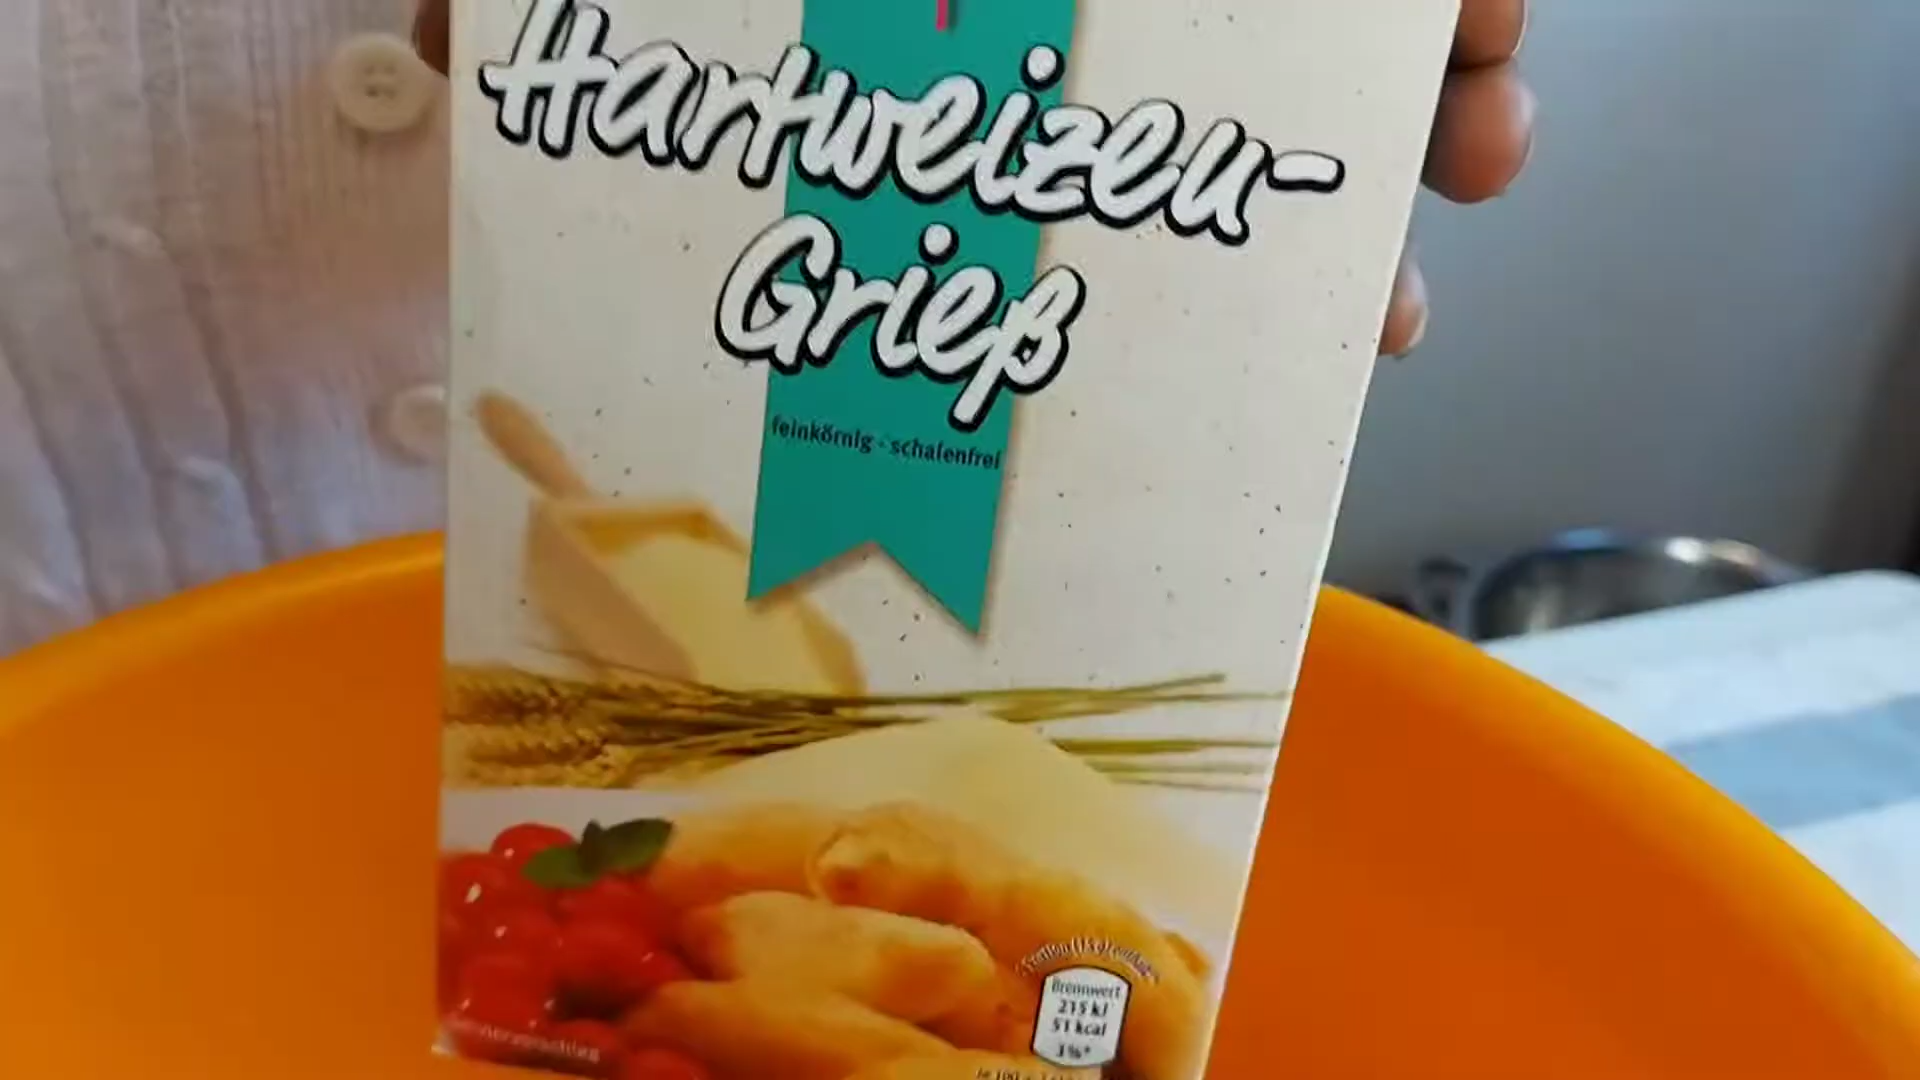 Hartweizen-
Grieß
feinkörnig - schalenfrei
Brennwert
215 kJ
51 kcal
3%*